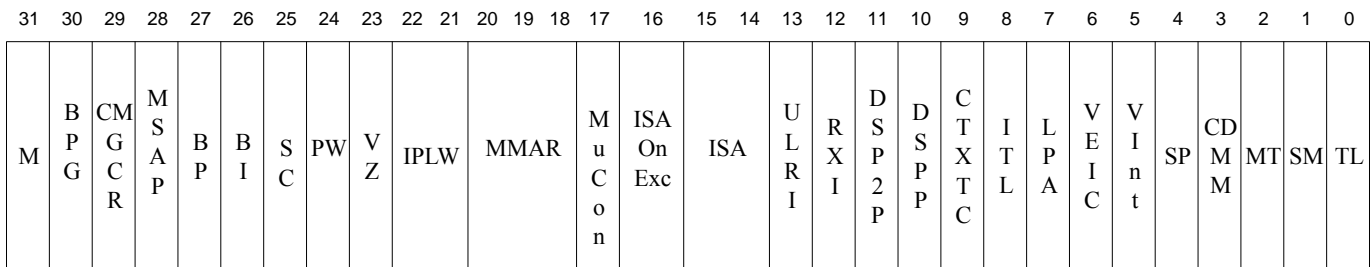 31 30 29 28 27 26 25 24 23 22 21 20 19 18 17 16 15 14 13 12 11 10 9 8 7 6 5 4 3 2 1 0
M
BPG
CMGCR
MSAP
BP
BI
SC
PW
VZ
IPLW
MMAR
MuCon
ISA
On
Exc
ISA
ULRI
RXI
DSP2P
DSPP
CTXTC
ITL
LPA
VEIC
VInt
SP
CDMM
MT
SM
TL